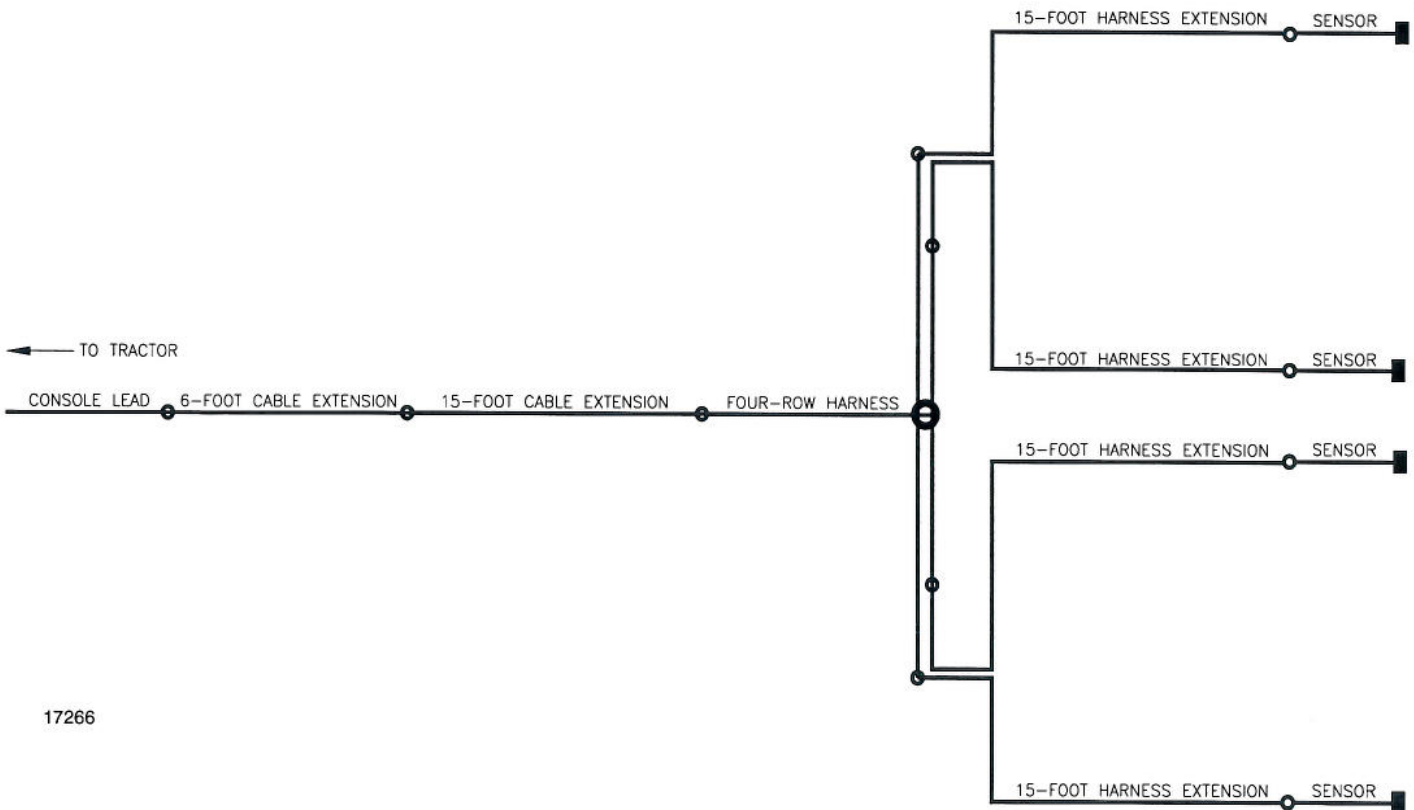 15-FOOT HARNESS EXTENSION SENSOR
TO TRACTOR
15-FOOT HARNESS EXTENSION SENSOR
CONSOLE LEAD 6-FOOT CABLE EXTENSION 15-FOOT CABLE EXTENSION FOUR-ROW HARNESS
15-FOOT HARNESS EXTENSION SENSOR
17266
15-FOOT HARNESS EXTENSION SENSOR